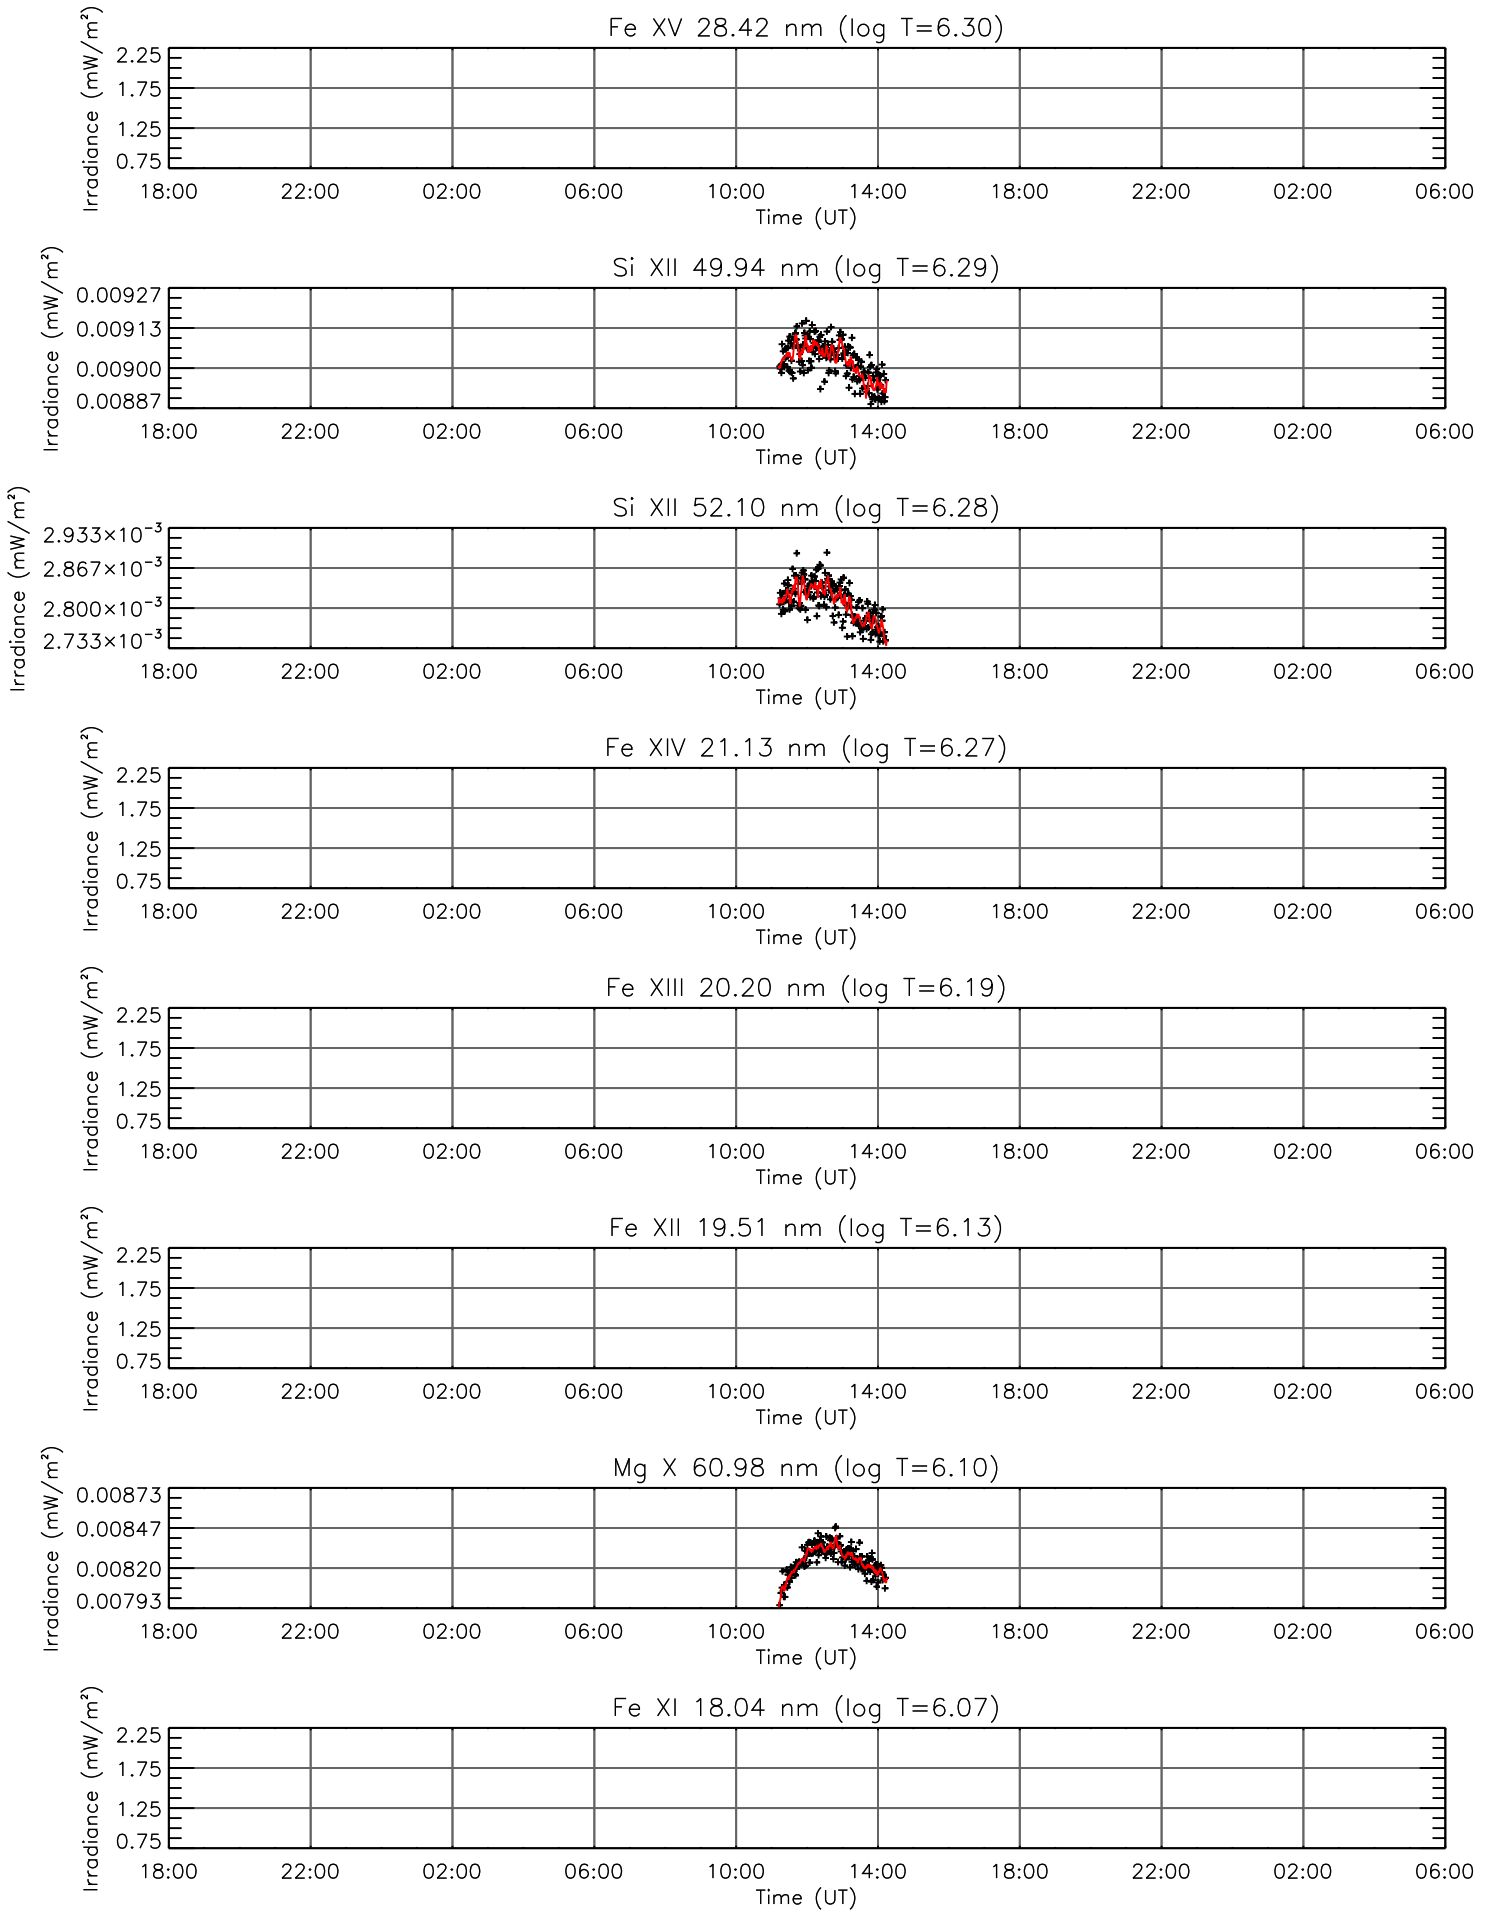 Fe XV 28.42 nm (log T=6.30)
Irradiance (mW/m²)
2.25
1.75
1.25
0.75
18:00 22:00 02:00 06:00 10:00 14:00 18:00 22:00 02:00 06:00
Time (UT)
Si XII 49.94 nm (log T=6.29)
Irradiance (mW/m²)
0.00927
0.00913
0.00900
0.00887
18:00 22:00 02:00 06:00 10:00 14:00 18:00 22:00 02:00 06:00
Time (UT)
Si XII 52.10 nm (log T=6.28)
Irradiance (mW/m²)
2.933×10⁻³
2.867×10⁻³
2.800×10⁻³
2.733×10⁻³
18:00 22:00 02:00 06:00 10:00 14:00 18:00 22:00 02:00 06:00
Time (UT)
Fe XIV 21.13 nm (log T=6.27)
Irradiance (mW/m²)
2.25
1.75
1.25
0.75
18:00 22:00 02:00 06:00 10:00 14:00 18:00 22:00 02:00 06:00
Time (UT)
Fe XIII 20.20 nm (log T=6.19)
Irradiance (mW/m²)
2.25
1.75
1.25
0.75
18:00 22:00 02:00 06:00 10:00 14:00 18:00 22:00 02:00 06:00
Time (UT)
Fe XII 19.51 nm (log T=6.13)
Irradiance (mW/m²)
2.25
1.75
1.25
0.75
18:00 22:00 02:00 06:00 10:00 14:00 18:00 22:00 02:00 06:00
Time (UT)
Mg X 60.98 nm (log T=6.10)
Irradiance (mW/m²)
0.00873
0.00847
0.00820
0.00793
18:00 22:00 02:00 06:00 10:00 14:00 18:00 22:00 02:00 06:00
Time (UT)
Fe XI 18.04 nm (log T=6.07)
Irradiance (mW/m²)
2.25
1.75
1.25
0.75
18:00 22:00 02:00 06:00 10:00 14:00 18:00 22:00 02:00 06:00
Time (UT)